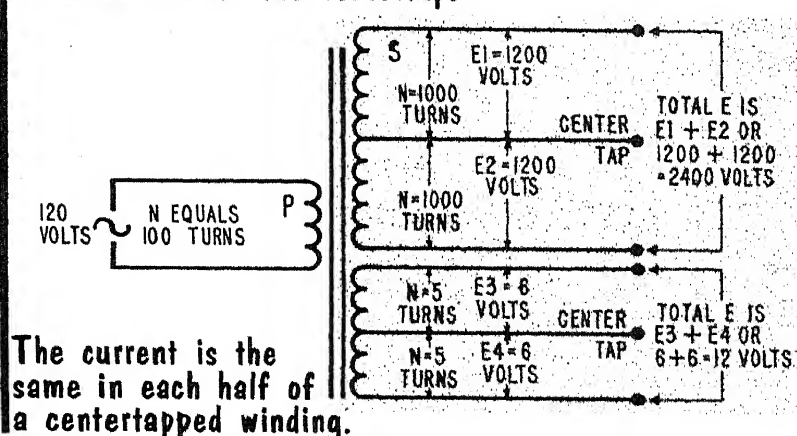 S
E1=1200
VOLTS
N=1000
TURNS
CENTER
TAP
E2=1200
VOLTS
N=1000
TURNS
TOTAL E IS
E1 + E2 OR
1200 + 1200
=2400 VOLTS
120
VOLTS
N EQUALS
100 TURNS
P
N=5
TURNS
E3=6
VOLTS
CENTER
TAP
N=5
TURNS
E4=6
VOLTS
TOTAL E IS
E3 + E4 OR
6+6=12 VOLTS
The current is the
same in each half of
a centertapped winding.